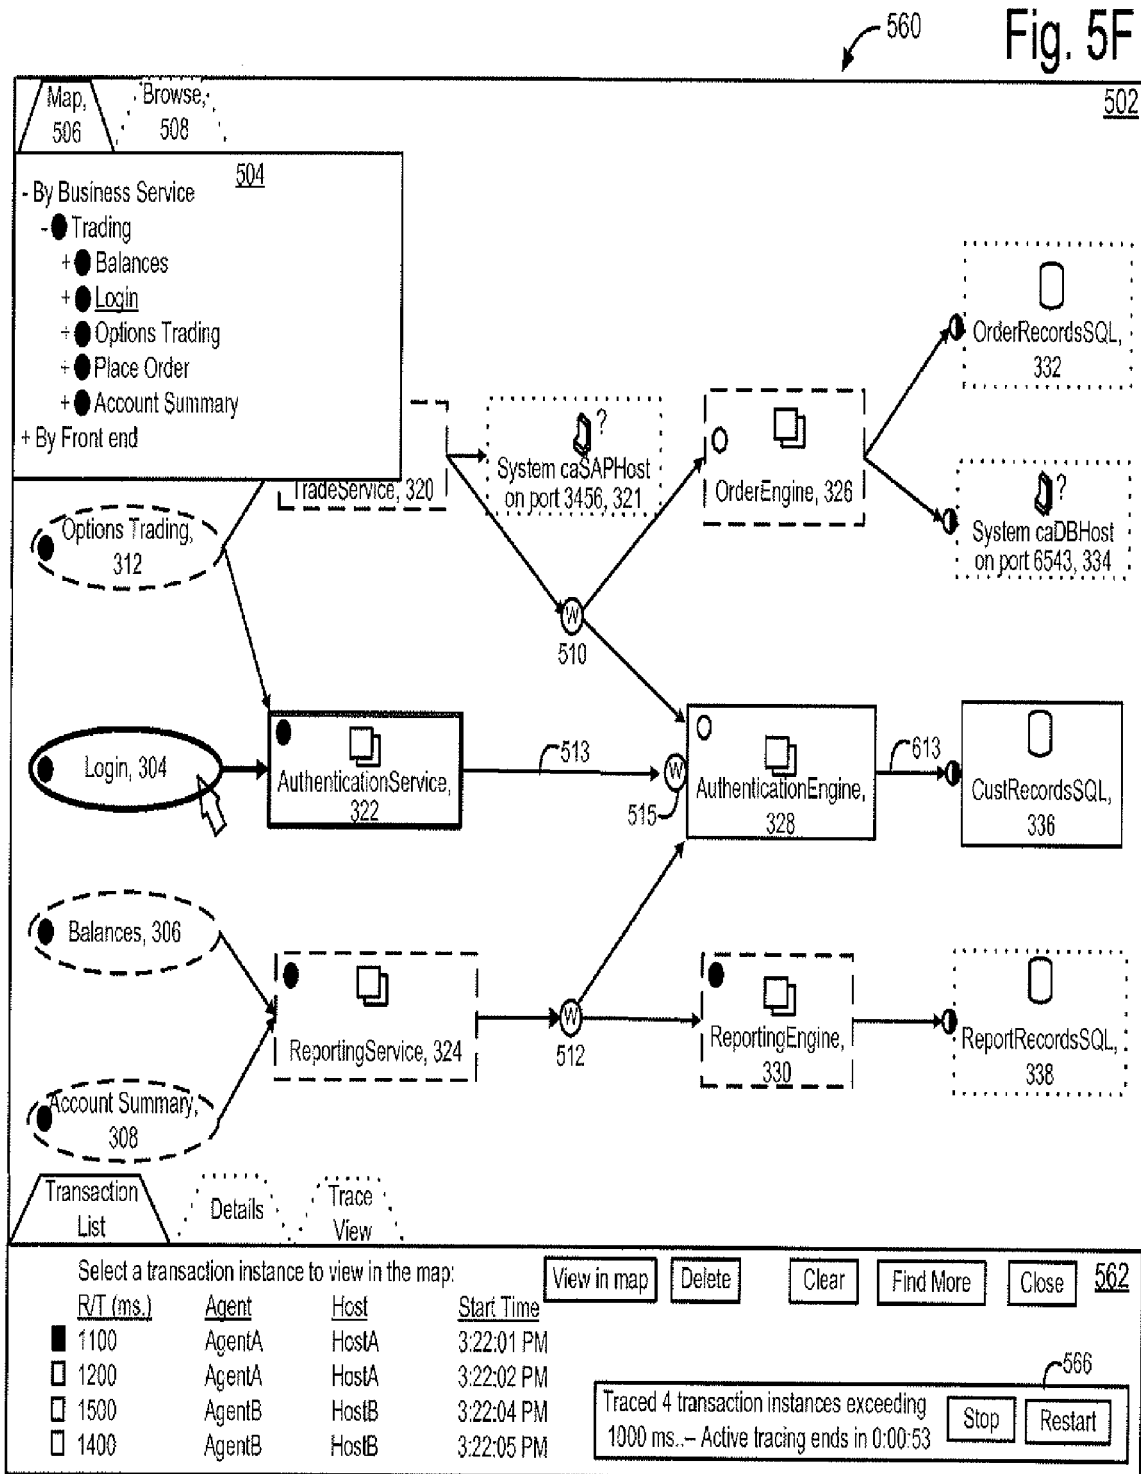 560
Fig. 5F
502
Map,
506
Browse,
508
504
- By Business Service
- Trading
+ Balances
+ Login
+ Options Trading
+ Place Order
+ Account Summary
+ By Front end
TradeService, 320
?
System caSAPHost
on port 3456, 321
OrderEngine, 326
OrderRecordsSQL,
332
?
System caDBHost
on port 6543, 334
Options Trading,
312
W
510
Login, 304
AuthenticationService,
322
513
W
515
AuthenticationEngine,
328
613
CustRecordsSQL,
336
Balances, 306
ReportingService, 324
W
512
ReportingEngine,
330
ReportRecordsSQL,
338
Account Summary,
308
Transaction
List
Details
Trace
View
Select a transaction instance to view in the map:
View in map
Delete
Clear
Find More
Close
562
R/T (ms.) Agent Host Start Time
1100 AgentA HostA 3:22:01 PM
1200 AgentA HostA 3:22:02 PM
1500 AgentB HostB 3:22:04 PM
1400 AgentB HostB 3:22:05 PM
566
Traced 4 transaction instances exceeding
1000 ms..– Active tracing ends in 0:00:53
Stop
Restart